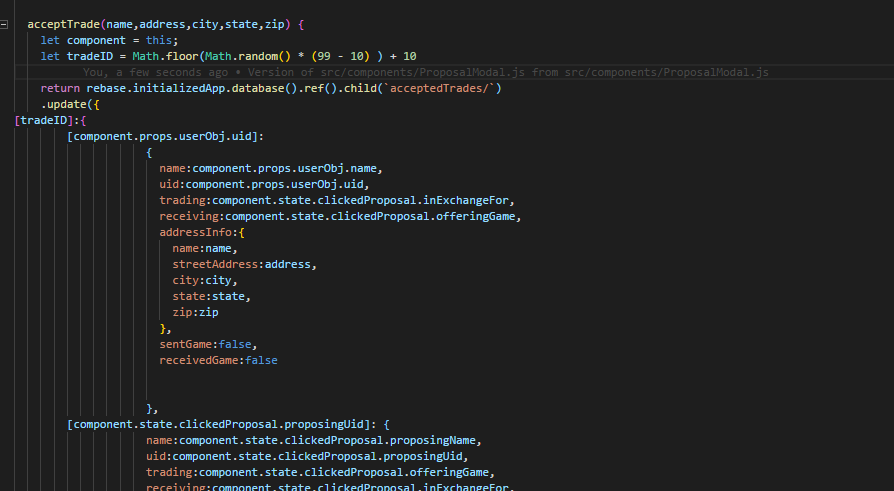 acceptTrade(name,address,city,state,zip) {
let component = this;
let tradeID = Math.floor(Math.random() * (99 - 10) ) + 10
You, a few seconds ago • Version of src/components/ProposalModal.js from src/components/ProposalModal.js
return rebase.initializedApp.database().ref().child(`acceptedTrades/`)
.update({
[tradeID]:{
[component.props.userObj.uid]:
{
name:component.props.userObj.name,
uid:component.props.userObj.uid,
trading:component.state.clickedProposal.inExchangeFor,
receiving:component.state.clickedProposal.offeringGame,
addressInfo:{
name:name,
streetAddress:address,
city:city,
state:state,
zip:zip
},
sentGame:false,
receivedGame:false
},
[component.state.clickedProposal.proposingUid]: {
name:component.state.clickedProposal.proposingName,
uid:component.state.clickedProposal.proposingUid,
trading:component.state.clickedProposal.offeringGame,
receiving:component.state.clickedProposal.inExchangeFor,